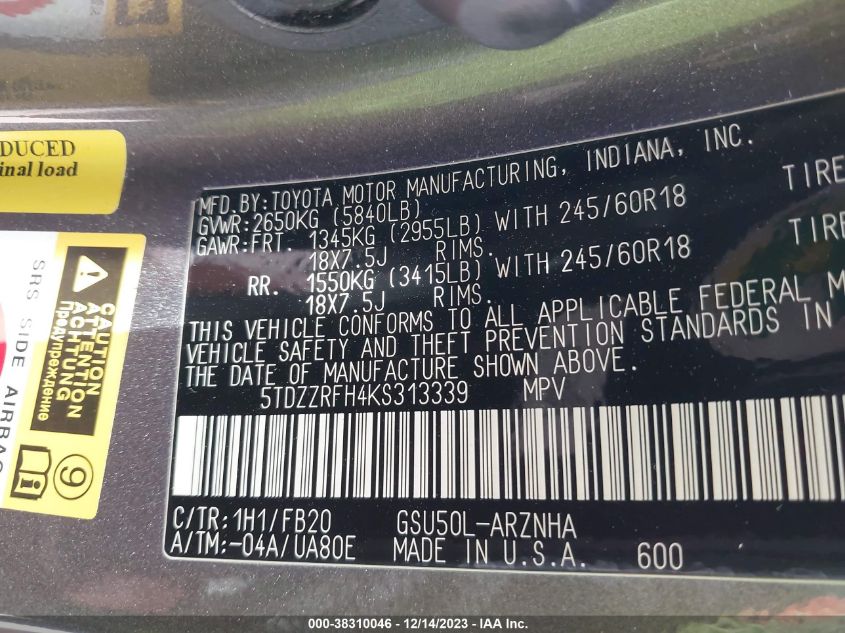 DUCED
inal load
SRS SIDE AIRBAG
CAUTION
ATTENTION
ACHTUNG
Предупреждение
9
MFD.BY:TOYOTA MOTOR MANUFACTURING, INDIANA, INC.
GVWR:2650KG (5840LB)
GAWR:FRT. 1345KG (2955LB) WITH 245/60R18 TIRE
18X7.5J RIMS.
RR. 1550KG (3415LB) WITH 245/60R18 TIRE
18X7.5J RIMS.
THIS VEHICLE CONFORMS TO ALL APPLICABLE FEDERAL M
VEHICLE SAFETY AND THEFT PREVENTION STANDARDS IN
THE DATE OF MANUFACTURE SHOWN ABOVE.
5TDZZRFH4KS313339 MPV
C/TR:1H1/FB20 GSU50L-ARZNHA
A/TM:-04A/UA80E MADE IN U.S.A. 600
000-38310046 - 12/14/2023 - IAA Inc.